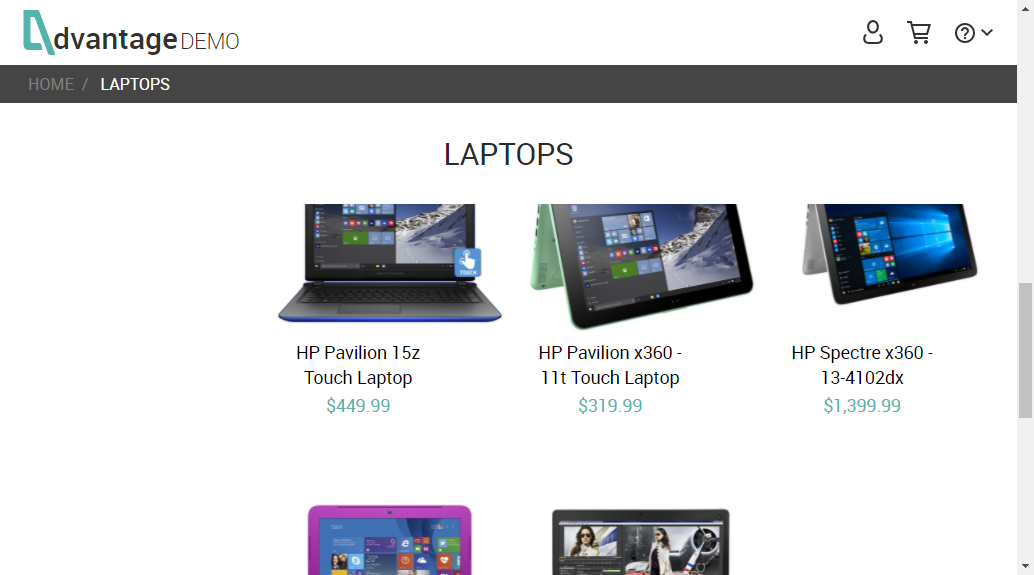 dvantage DEMO
HOME / LAPTOPS
LAPTOPS
TOUCH
HP Pavilion 15z
Touch Laptop
$449.99
HP Pavilion x360 -
11t Touch Laptop
$319.99
HP Spectre x360 -
13-4102dx
$1,399.99
Start